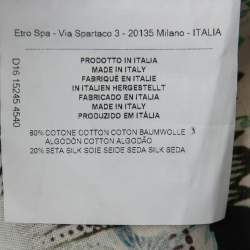 Etro Spa - Via Spartaco 3 - 20135 Milano - ITALIA
D16 15245 4540
PRODOTTO IN ITALIA
MADE IN ITALY
FABRIQUÉ EN ITALIE
IN ITALIEN HERGESTELLT
FABRICADO EN ITALIA
MADE IN ITALY
PRODUZIDO EM ITÁLIA
80% COTONE COTTON COTON BAUMWOLLE
ALGODÓN COTTON ALGODÃO
20% SETA SILK SOIE SEIDE SEDA SILK SEDA